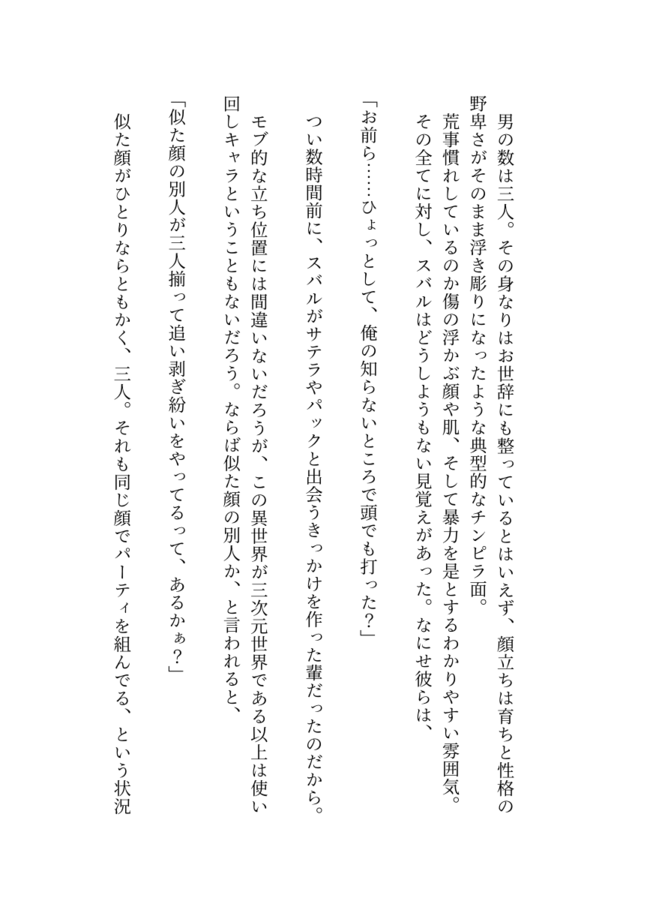 男の数は三人。その身なりはお世辞にも整っているとはいえず、顔立ちは育ちと性格の
野卑さがそのまま浮き彫りになったような典型的なチンピラ面。
荒事慣れしているのか傷の浮かぶ顔や肌、そして暴力を是とするわかりやすい雰囲気。
その全てに対し、スバルはどうしようもない見覚えがあった。なにせ彼らは、
「お前ら……ひょっとして、俺の知らないところで頭でも打った？」
つい数時間前に、スバルがサテラやパックと出会うきっかけを作った輩だったのだから。
モブ的な立ち位置には間違いないだろうが、この異世界が三次元世界である以上は使い
回しキャラということもないだろう。ならば似た顔の別人か、と言われると、
「似た顔の別人が三人揃って追い剥ぎ紛いをやってるって、あるかぁ？」
似た顔がひとりならともかく、三人。それも同じ顔でパーティを組んでる、という状況